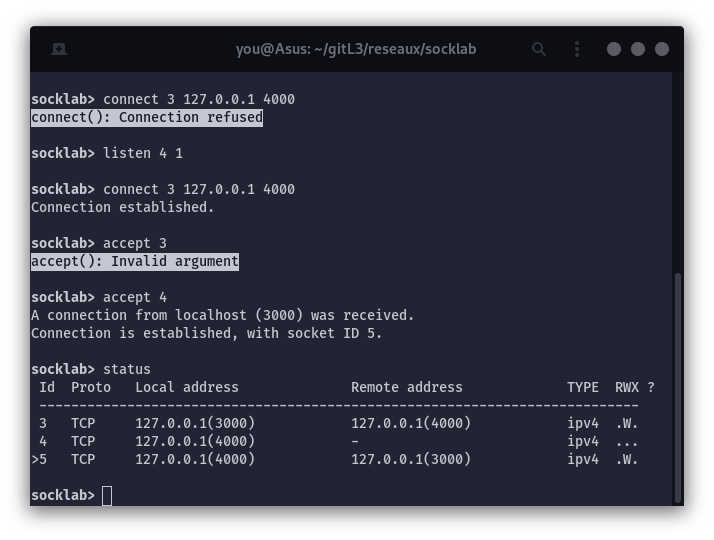 you@Asus: ~/gitL3/reseaux/socklab
socklab> connect 3 127.0.0.1 4000
connect(): Connection refused
socklab> listen 4 1
socklab> connect 3 127.0.0.1 4000
Connection established.
socklab> accept 3
accept(): Invalid argument
socklab> accept 4
A connection from localhost (3000) was received.
Connection is established, with socket ID 5.
socklab> status
Id  Proto   Local address              Remote address             TYPE  RWX ?
---------------------------------------------------------------------------
3   TCP     127.0.0.1(3000)            127.0.0.1(4000)            ipv4  .W.
4   TCP     127.0.0.1(4000)            -                          ipv4  ...
>5   TCP     127.0.0.1(4000)            127.0.0.1(3000)            ipv4  .W.
socklab>